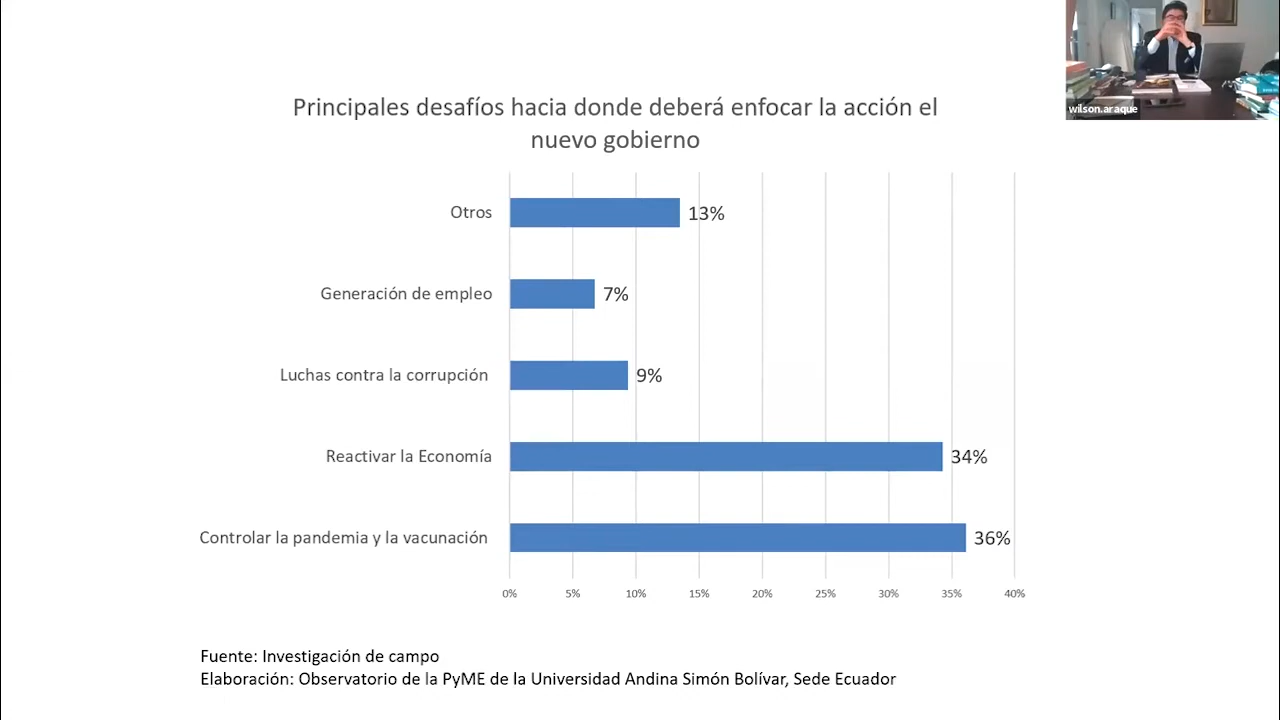 wilson.araque
Principales desafíos hacia donde deberá enfocar la acción el
nuevo gobierno
Otros
13%
Generación de empleo
7%
Luchas contra la corrupción
9%
Reactivar la Economía
34%
Controlar la pandemia y la vacunación
36%
0% 5% 10% 15% 20% 25% 30% 35% 40%
Fuente: Investigación de campo
Elaboración: Observatorio de la PyME de la Universidad Andina Simón Bolívar, Sede Ecuador